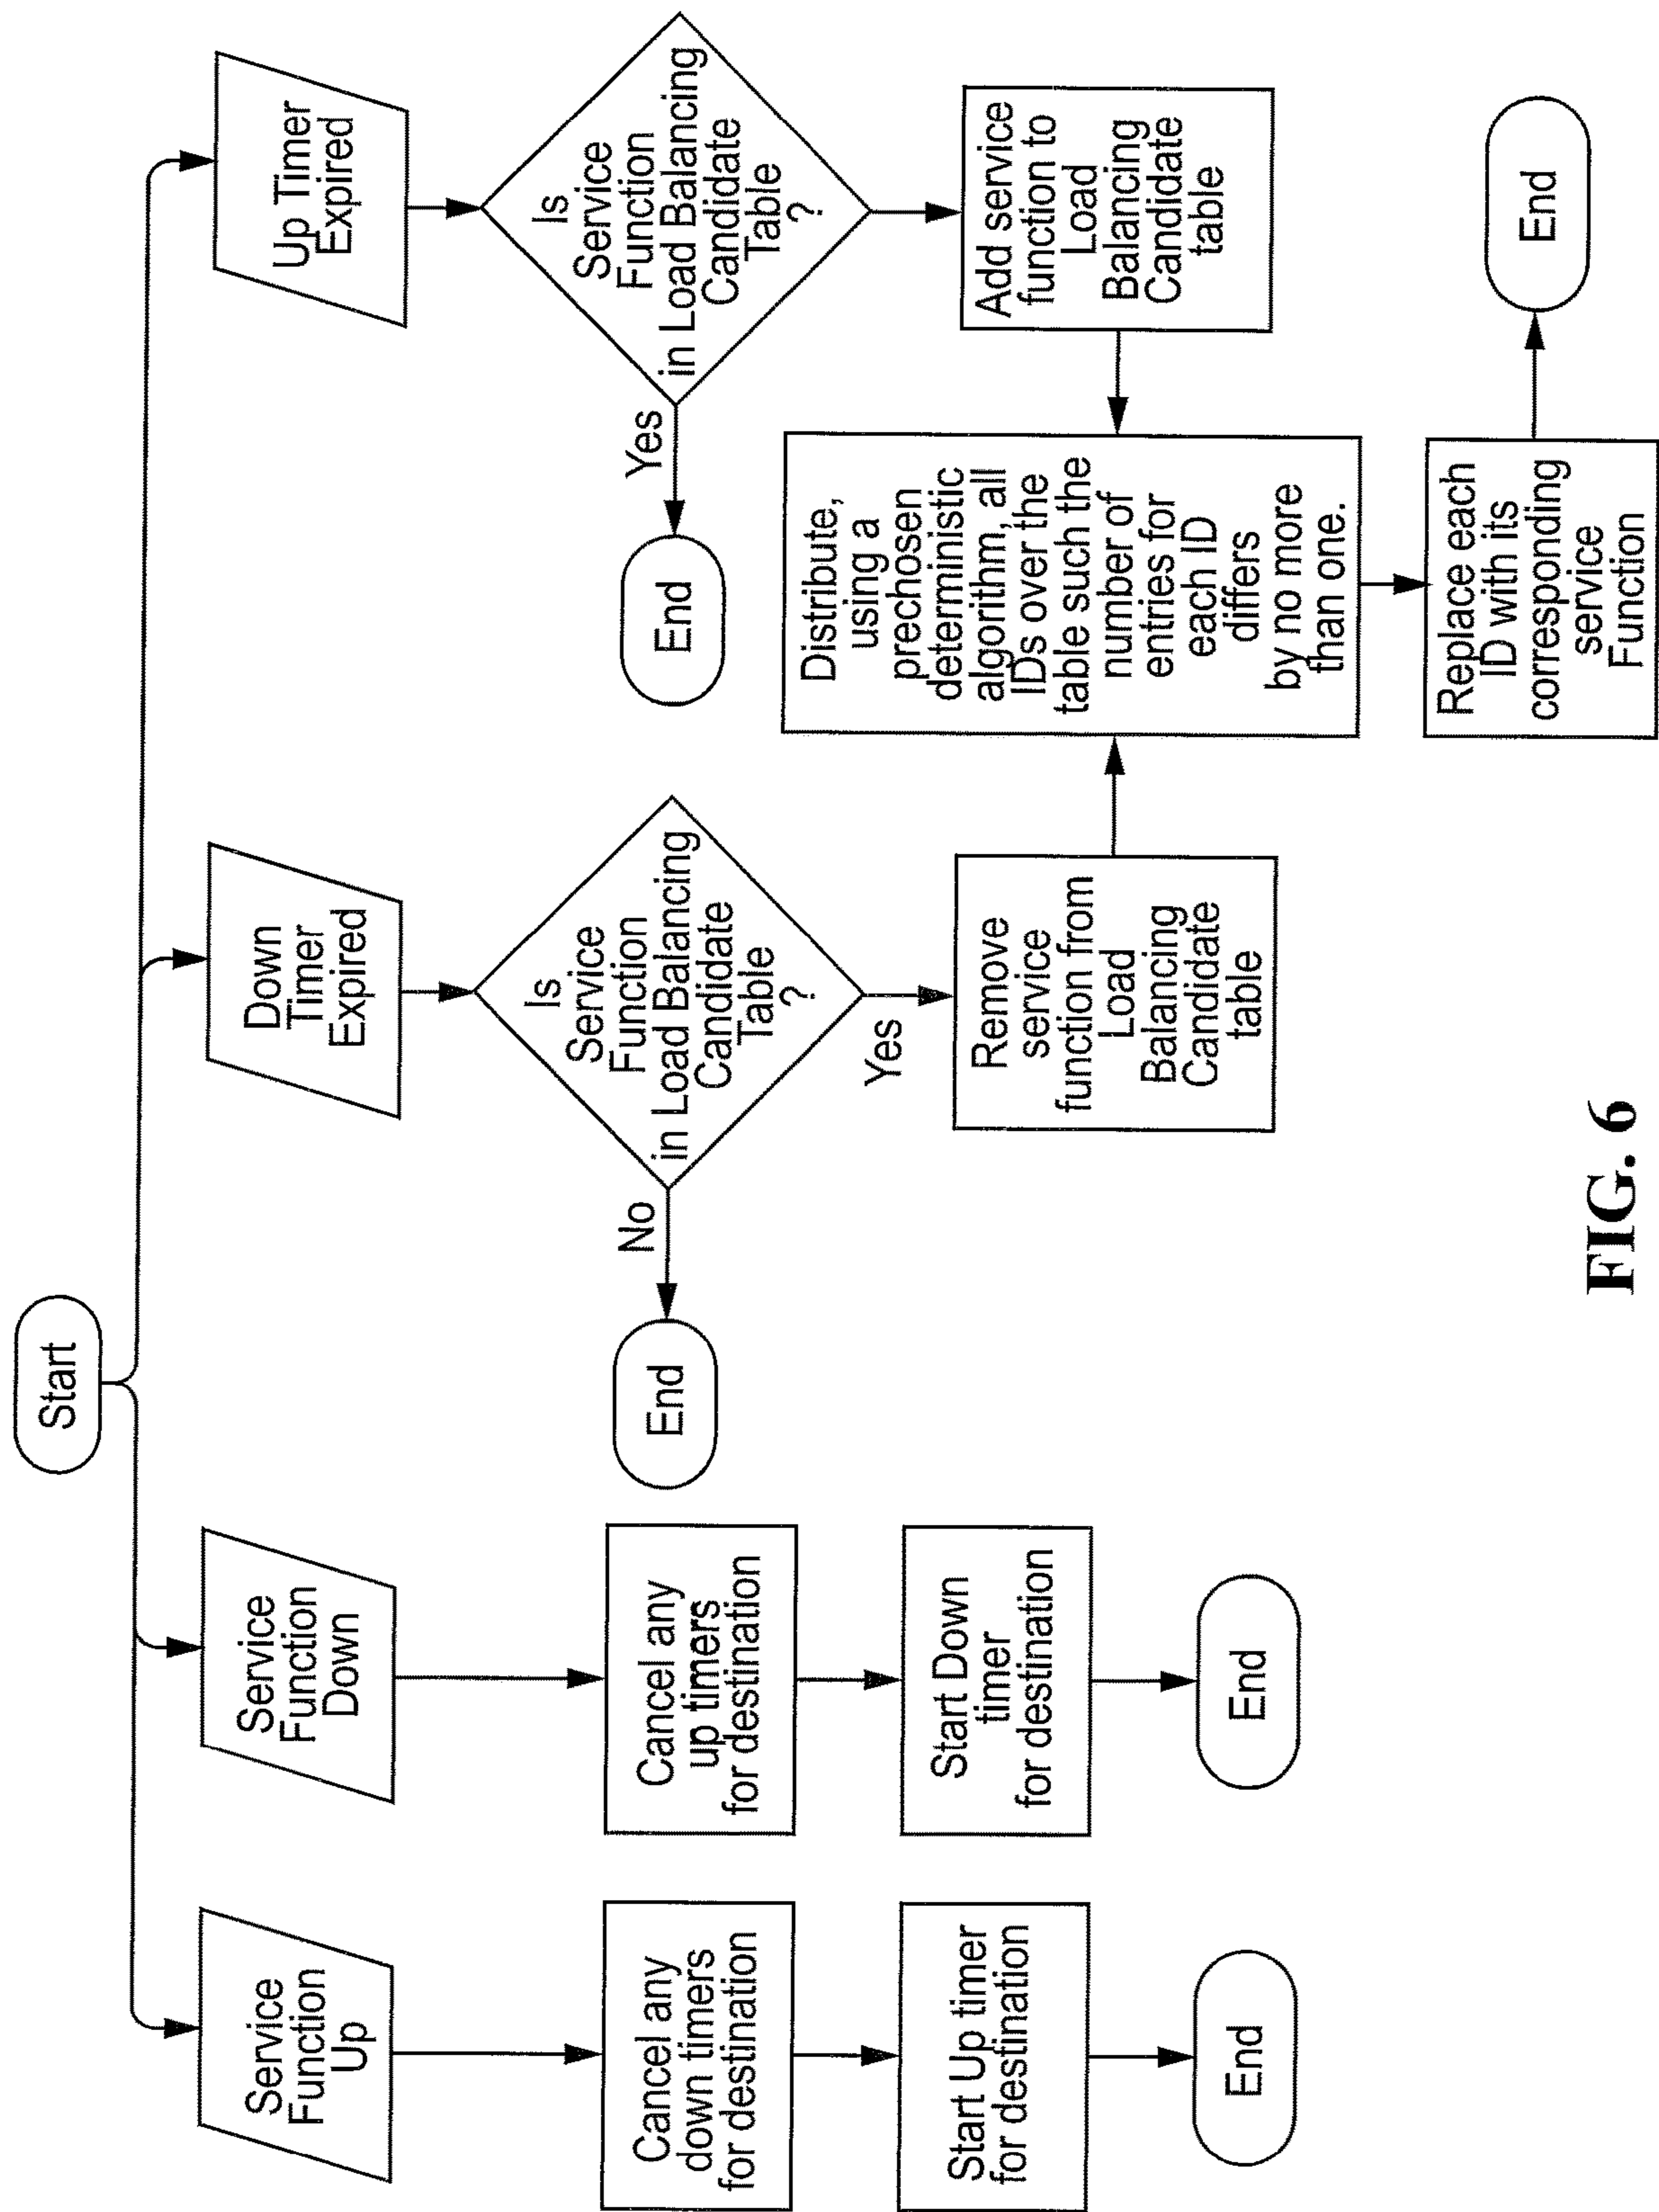 Start
Service
Function
Up
Cancel any
down timers
for destination
Start Up timer
for destination
End
Service
Function
Down
Cancel any
up timers
for destination
Start Down
timer
for destination
End
Down
Timer
Expired
Is
Service
Function
in Load Balancing
Candidate
Table
?
No
End
Yes
Remove
service
function from
Load
Balancing
Candidate
table
Up Timer
Expired
Is
Service
Function
in Load Balancing
Candidate
Table
?
Yes
End
Add service
function to
Load
Balancing
Candidate
table
Distribute,
using a
prechosen
deterministic
algorithm, all
IDs over the
table such the
number of
entries for
each ID
differs
by no more
than one.
Replace each
ID with its
corresponding
service
Function
End
FIG. 6